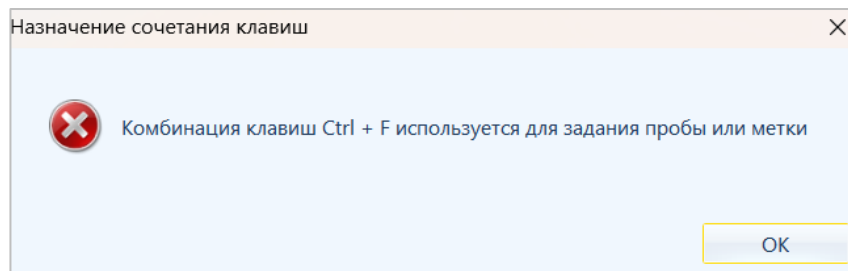 Назначение сочетания клавиш
Комбинация клавиш Ctrl + F используется для задания пробы или метки
OK